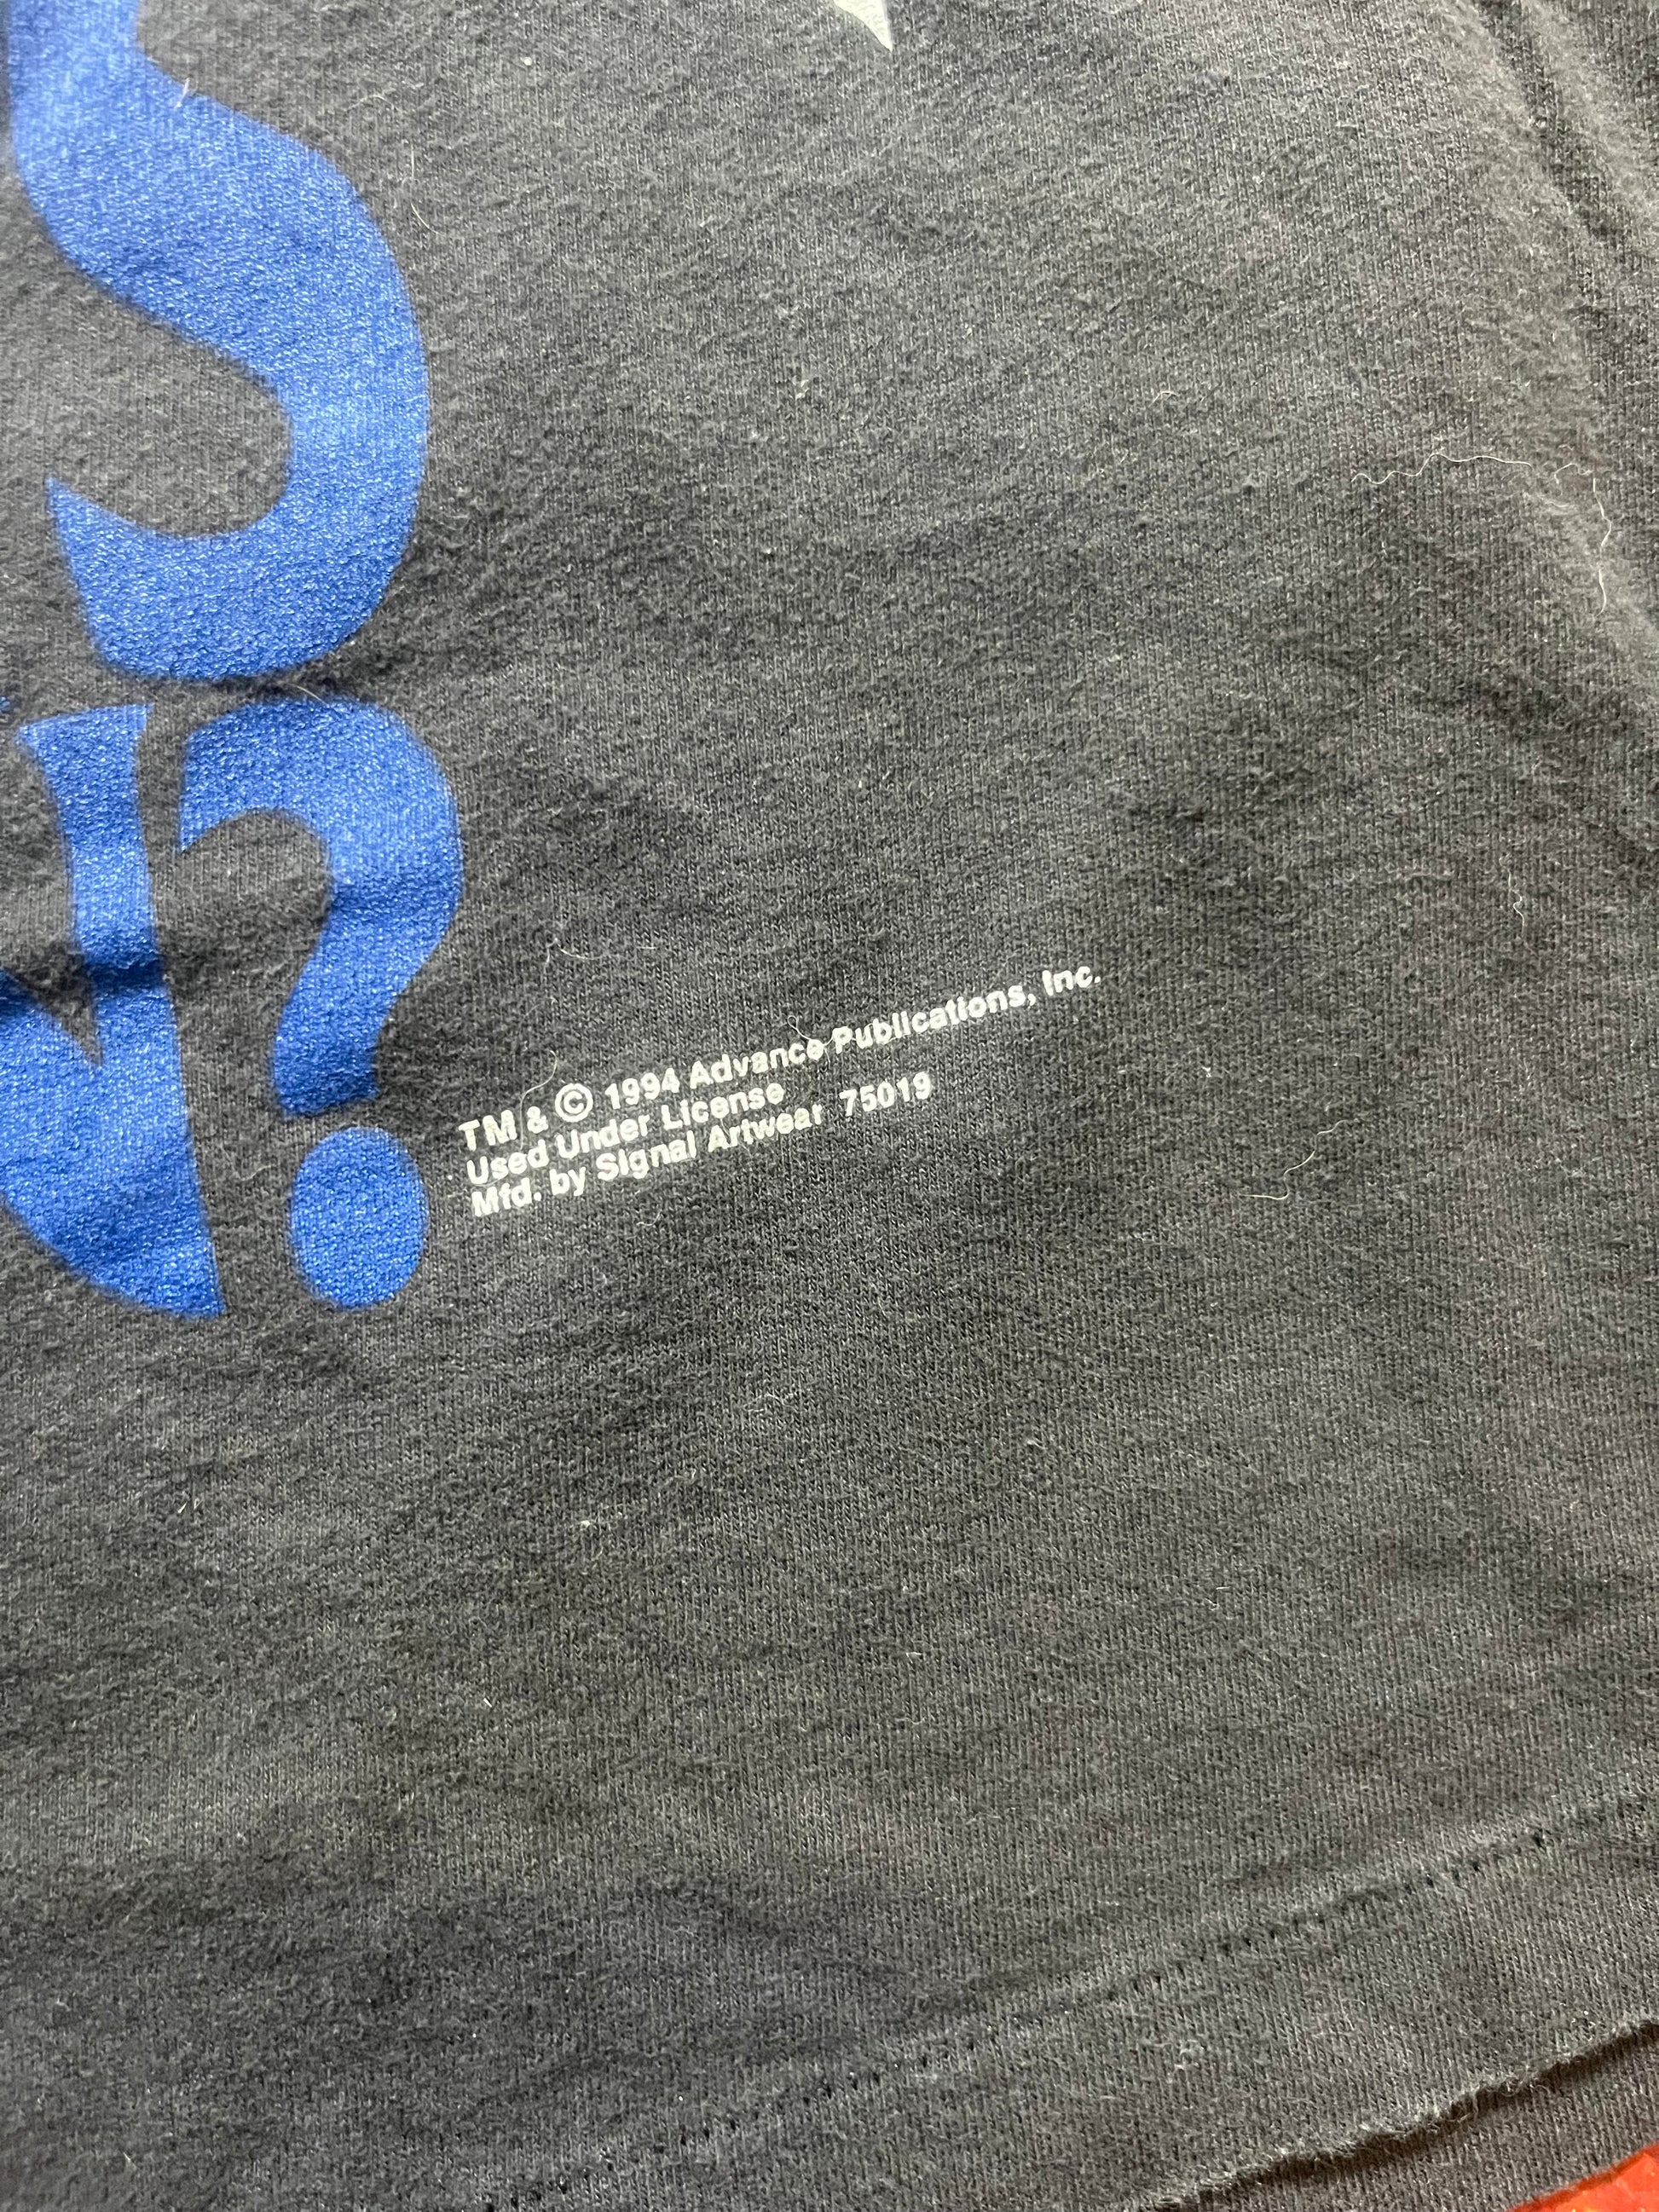 S
N?
TM & © 1994 Advance Publications, Inc.
Used Under License
Mfd. by Signal Artwear 75019